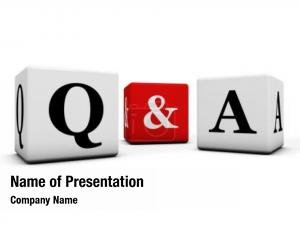 Q & A
Name of Presentation
Company Name